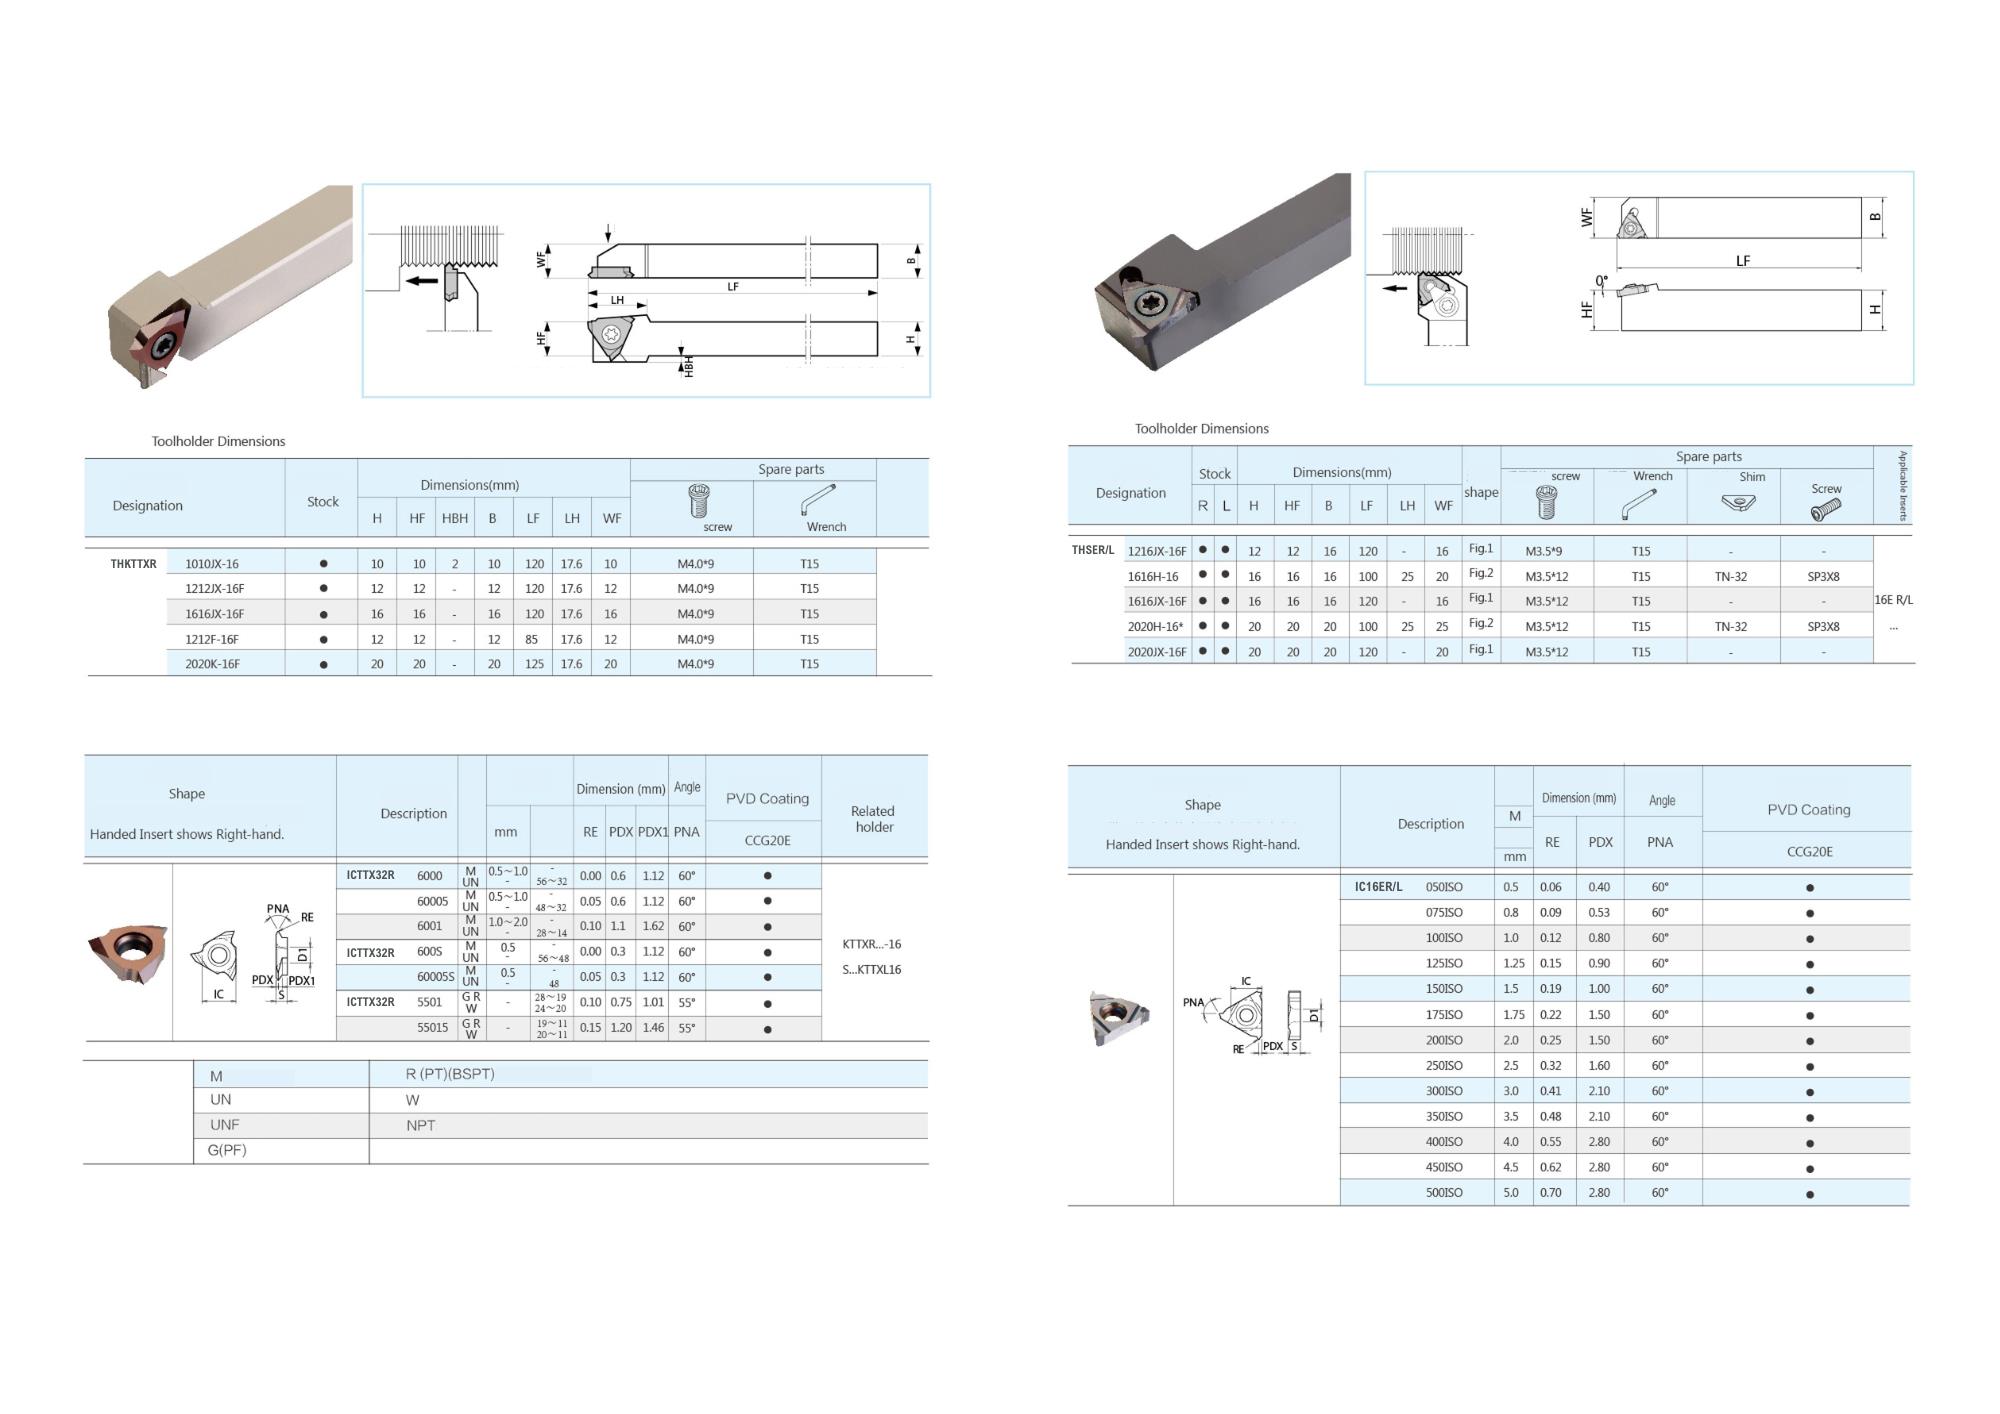 WF
B
LF
LH
HF
H
HBH
Toolholder Dimensions
Designation Stock Dimensions(mm) Spare parts
H HF HBH B LF LH WF screw Wrench
THKTTXR 1010JX-16 ● 10 10 2 10 120 17.6 10 M4.0*9 T15
1212JX-16F ● 12 12 - 12 120 17.6 12 M4.0*9 T15
1616JX-16F ● 16 16 - 16 120 17.6 16 M4.0*9 T15
1212F-16F ● 12 12 - 12 85 17.6 12 M4.0*9 T15
2020K-16F ● 20 20 - 20 125 17.6 20 M4.0*9 T15
Shape Description Dimension (mm) Angle PVD Coating Related holder
Handed Insert shows Right-hand. mm RE PDX PDX1 PNA CCG20E
ICTTX32R 6000 M 0.5～1.0 - 0.00 0.6 1.12 60° ●
UN - 56～32
60005 M 0.5～1.0 - 0.05 0.6 1.12 60° ●
UN - 48～32
6001 M 1.0～2.0 - 0.10 1.1 1.62 60° ●
UN - 28～14
ICTTX32R 600S M 0.5 - 0.00 0.3 1.12 60° ●
UN - 56～48
60005S M 0.5 - 0.05 0.3 1.12 60° ●
UN - 48
ICTTX32R 5501 G R - 28～19 0.10 0.75 1.01 55° ●
W 24～20
55015 G R - 19～11 0.15 1.20 1.46 55° ●
W 20～11
KTTXR...-16
S...KTTXL16
PNA
RE
D1
PDX PDX1
IC S
M R (PT)(BSPT)
UN W
UNF NPT
G(PF)
WF
B
LF
0°
HF
H
Toolholder Dimensions
Designation Stock Dimensions(mm) shape Spare parts Applicable Inserts
R L H HF B LF LH WF screw Wrench Shim Screw
THSER/L 1216JX-16F ● ● 12 12 16 120 - 16 Fig.1 M3.5*9 T15 - -
1616H-16 ● ● 16 16 16 100 25 20 Fig.2 M3.5*12 T15 TN-32 SP3X8
1616JX-16F ● ● 16 16 16 120 - 16 Fig.1 M3.5*12 T15 - -
2020H-16* ● ● 20 20 20 100 25 25 Fig.2 M3.5*12 T15 TN-32 SP3X8
2020JX-16F ● ● 20 20 20 120 - 20 Fig.1 M3.5*12 T15 - -
16E R/L
...
Shape Description M Dimension (mm) Angle PVD Coating
Handed Insert shows Right-hand. mm RE PDX PNA CCG20E
IC16ER/L 050ISO 0.5 0.06 0.40 60° ●
075ISO 0.8 0.09 0.53 60° ●
100ISO 1.0 0.12 0.80 60° ●
125ISO 1.25 0.15 0.90 60° ●
150ISO 1.5 0.19 1.00 60° ●
175ISO 1.75 0.22 1.50 60° ●
200ISO 2.0 0.25 1.50 60° ●
250ISO 2.5 0.32 1.60 60° ●
300ISO 3.0 0.41 2.10 60° ●
350ISO 3.5 0.48 2.10 60° ●
400ISO 4.0 0.55 2.80 60° ●
450ISO 4.5 0.62 2.80 60° ●
500ISO 5.0 0.70 2.80 60° ●
IC
PNA
D1
RE PDX S